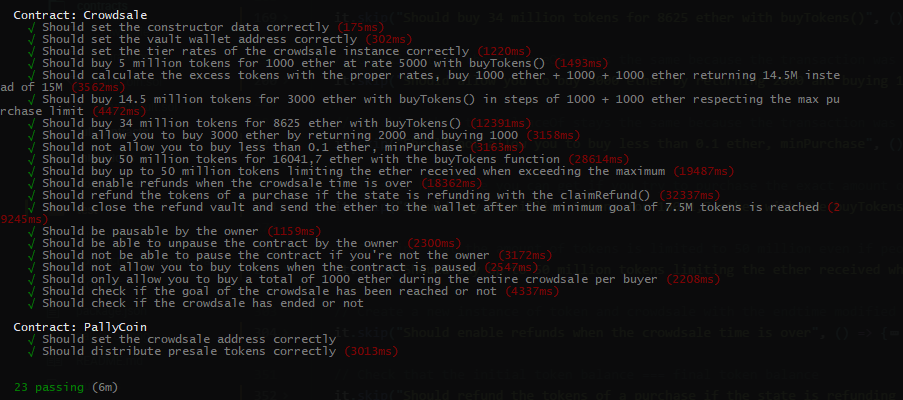 Contract: Crowdsale
√ Should set the constructor data correctly (175ms)
√ Should set the vault wallet address correctly (302ms)
√ Should set the tier rates of the crowdsale instance correctly (1220ms)
√ Should buy 5 million tokens for 1000 ether at rate 5000 with buyTokens() (1493ms)
√ Should calculate the excess tokens with the proper rates, buy 1000 ether + 1000 + 1000 ether returning 14.5M inste
ad of 15M (3562ms)
√ Should buy 14.5 million tokens for 3000 ether with buyTokens() in steps of 1000 + 1000 ether respecting the max pu
rchase limit (4472ms)
√ Should buy 34 million tokens for 8625 ether with buyTokens() (12391ms)
√ Should allow you to buy 3000 ether by returning 2000 and buying 1000 (3158ms)
√ Should not allow you to buy less than 0.1 ether, minPurchase (3163ms)
√ Should buy 50 million tokens for 16041,7 ether with the buyTokens function (28614ms)
√ Should buy up to 50 million tokens limiting the ether received when exceeding the maximum (19487ms)
√ Should enable refunds when the crowdsale time is over (18362ms)
√ Should refund the tokens of a purchase if the state is refunding with the claimRefund() (32337ms)
√ Should close the refund vault and send the ether to the wallet after the minimum goal of 7.5M tokens is reached (2
9245ms)
√ Should be pausable by the owner (1159ms)
√ Should be able to unpause the contract by the owner (2300ms)
√ Should not be able to pause the contract if you're not the owner (3172ms)
√ Should not allow you to buy tokens when the contract is paused (2547ms)
√ Should only allow you to buy a total of 1000 ether during the entire crowdsale per buyer (2208ms)
√ Should check if the goal of the crowdsale has been reached or not (4337ms)
√ Should check if the crowdsale has ended or not
Contract: PallyCoin
√ Should set the crowdsale address correctly
√ Should distribute presale tokens correctly (3013ms)
23 passing (6m)